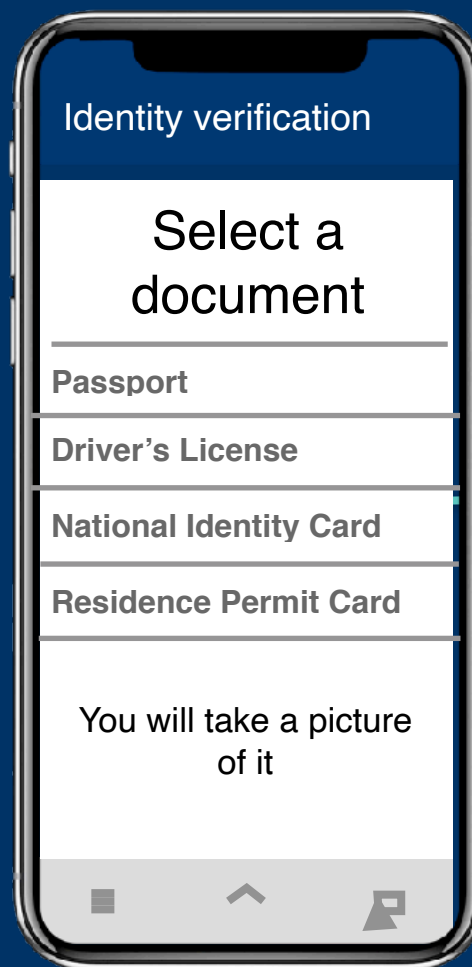 Identity verification
Select a
document
Passport
Driver’s License
National Identity Card
Residence Permit Card
You will take a picture
of it